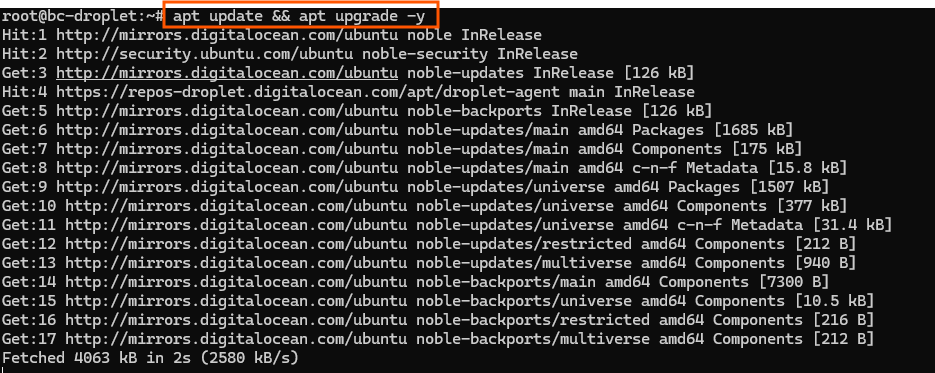 root@bc-droplet:~# apt update && apt upgrade -y
Hit:1 http://mirrors.digitalocean.com/ubuntu noble InRelease
Hit:2 http://security.ubuntu.com/ubuntu noble-security InRelease
Get:3 http://mirrors.digitalocean.com/ubuntu noble-updates InRelease [126 kB]
Hit:4 https://repos-droplet.digitalocean.com/apt/droplet-agent main InRelease
Get:5 http://mirrors.digitalocean.com/ubuntu noble-backports InRelease [126 kB]
Get:6 http://mirrors.digitalocean.com/ubuntu noble-updates/main amd64 Packages [1685 kB]
Get:7 http://mirrors.digitalocean.com/ubuntu noble-updates/main amd64 Components [175 kB]
Get:8 http://mirrors.digitalocean.com/ubuntu noble-updates/main amd64 c-n-f Metadata [15.8 kB]
Get:9 http://mirrors.digitalocean.com/ubuntu noble-updates/universe amd64 Packages [1507 kB]
Get:10 http://mirrors.digitalocean.com/ubuntu noble-updates/universe amd64 Components [377 kB]
Get:11 http://mirrors.digitalocean.com/ubuntu noble-updates/universe amd64 c-n-f Metadata [31.4 kB]
Get:12 http://mirrors.digitalocean.com/ubuntu noble-updates/restricted amd64 Components [212 B]
Get:13 http://mirrors.digitalocean.com/ubuntu noble-updates/multiverse amd64 Components [940 B]
Get:14 http://mirrors.digitalocean.com/ubuntu noble-backports/main amd64 Components [7300 B]
Get:15 http://mirrors.digitalocean.com/ubuntu noble-backports/universe amd64 Components [10.5 kB]
Get:16 http://mirrors.digitalocean.com/ubuntu noble-backports/restricted amd64 Components [216 B]
Get:17 http://mirrors.digitalocean.com/ubuntu noble-backports/multiverse amd64 Components [212 B]
Fetched 4063 kB in 2s (2580 kB/s)